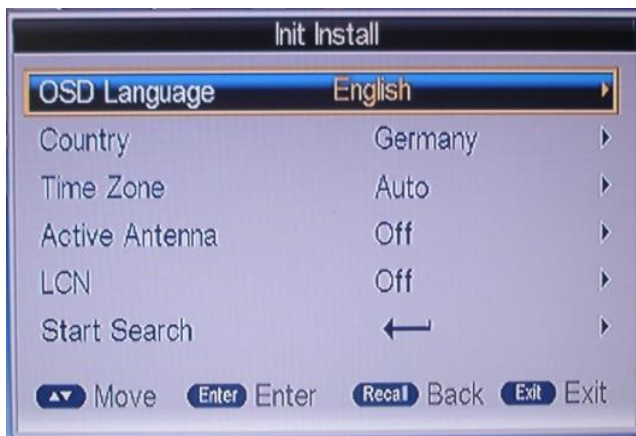 Init Install
OSD Language English
Country Germany
Time Zone Auto
Active Antenna Off
LCN Off
Start Search
Move Enter Enter Recall Back Exit Exit